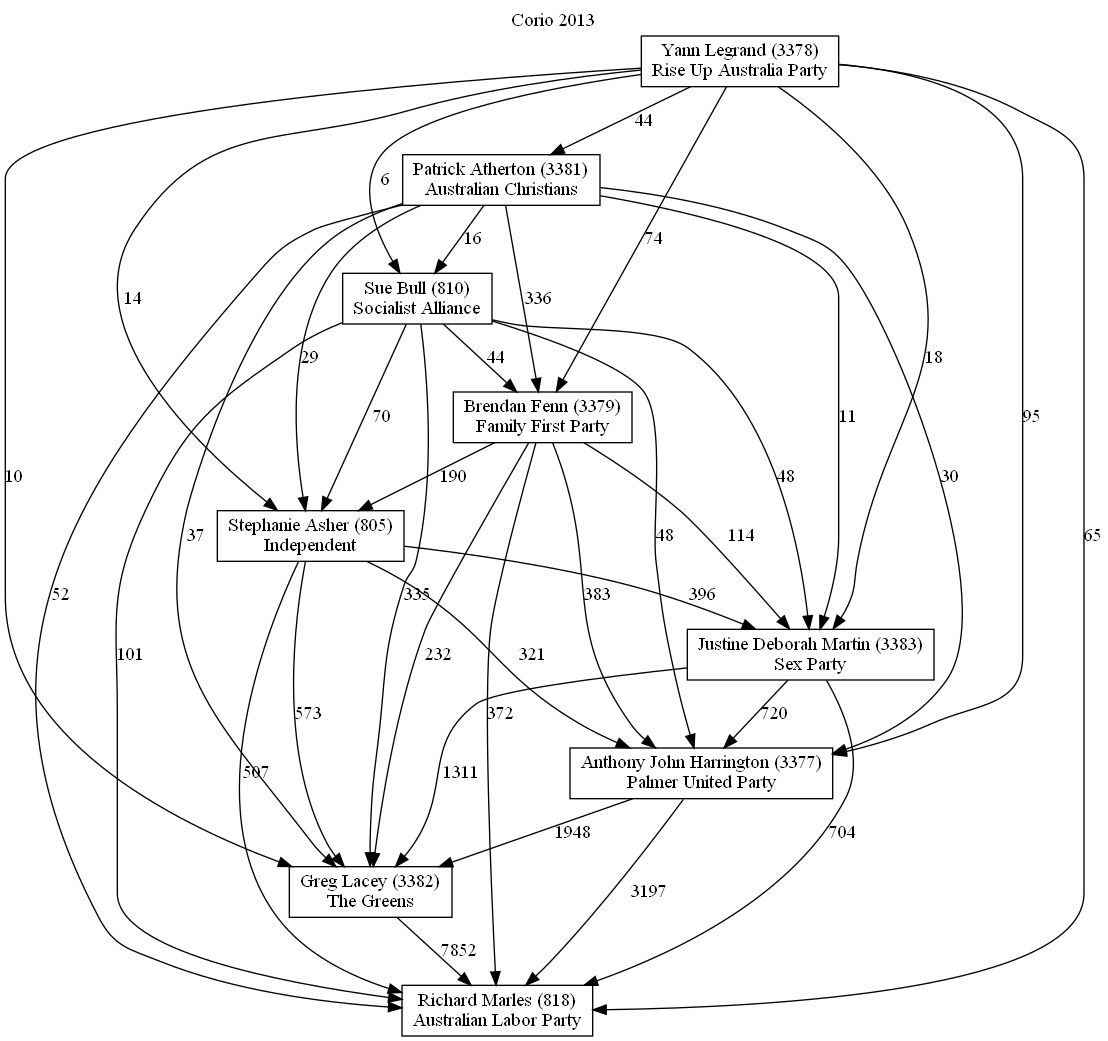 Corio 2013
Yann Legrand (3378)
Rise Up Australia Party
44
Patrick Atherton (3381)
Australian Christians
6
16
74
Sue Bull (810)
Socialist Alliance
14
336
29
44
18
Brendan Fenn (3379)
Family First Party
70
11
95
10
190
48
30
Stephanie Asher (805)
Independent
37
48
114
65
52
335
383
396
Justine Deborah Martin (3383)
Sex Party
101
232
321
573
372
720
Anthony John Harrington (3377)
Palmer United Party
507
1311
1948
704
Greg Lacey (3382)
The Greens
3197
7852
Richard Marles (818)
Australian Labor Party